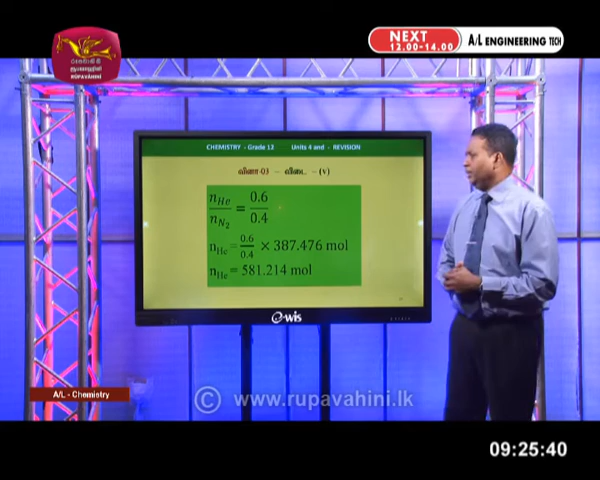 NEXT
12.00-14.00
A/L ENGINEERING TECH
RUPAVAHINI
CHEMISTRY - Grade 12 Units 4 and - REVISION
வினா 03 – விடை – (v)
n_He / n_N₂ = 0.6 / 0.4
n_He = 0.6 / 0.4 × 387.476 mol
n_He = 581.214 mol
e-wis
A/L - Chemistry
© www.rupavahini.lk
09:25:40